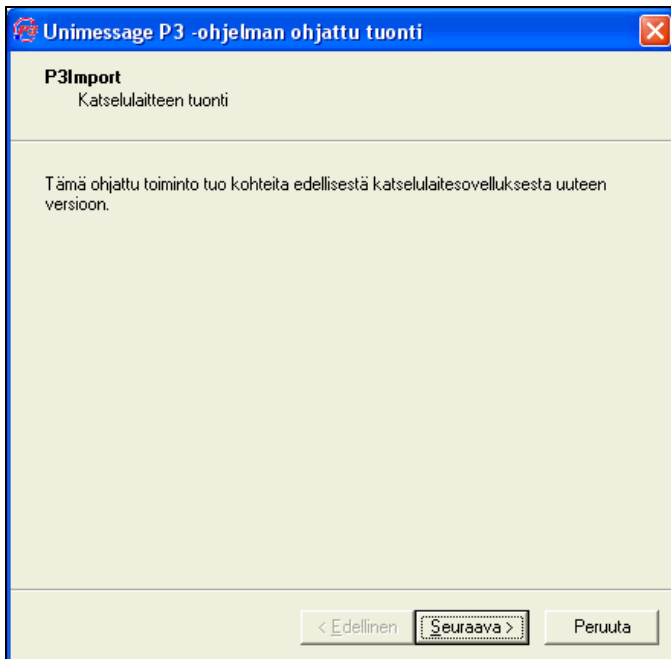 Unimessage P3 -ohjelman ohjattu tuonti
P3Import
Katselulaitteen tuonti
Tämä ohjattu toiminto tuo kohteita edellisestä katselulaitesovelluksesta uuteen
versioon.
< Edellinen Seuraava > Peruuta